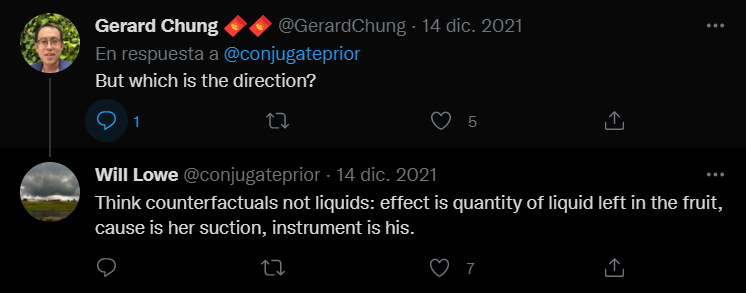 Gerard Chung 🧧🧧 @GerardChung · 14 dic. 2021
En respuesta a @conjugateprior
But which is the direction?
1 5
Will Lowe @conjugateprior · 14 dic. 2021
Think counterfactuals not liquids: effect is quantity of liquid left in the fruit,
cause is her suction, instrument is his.
7